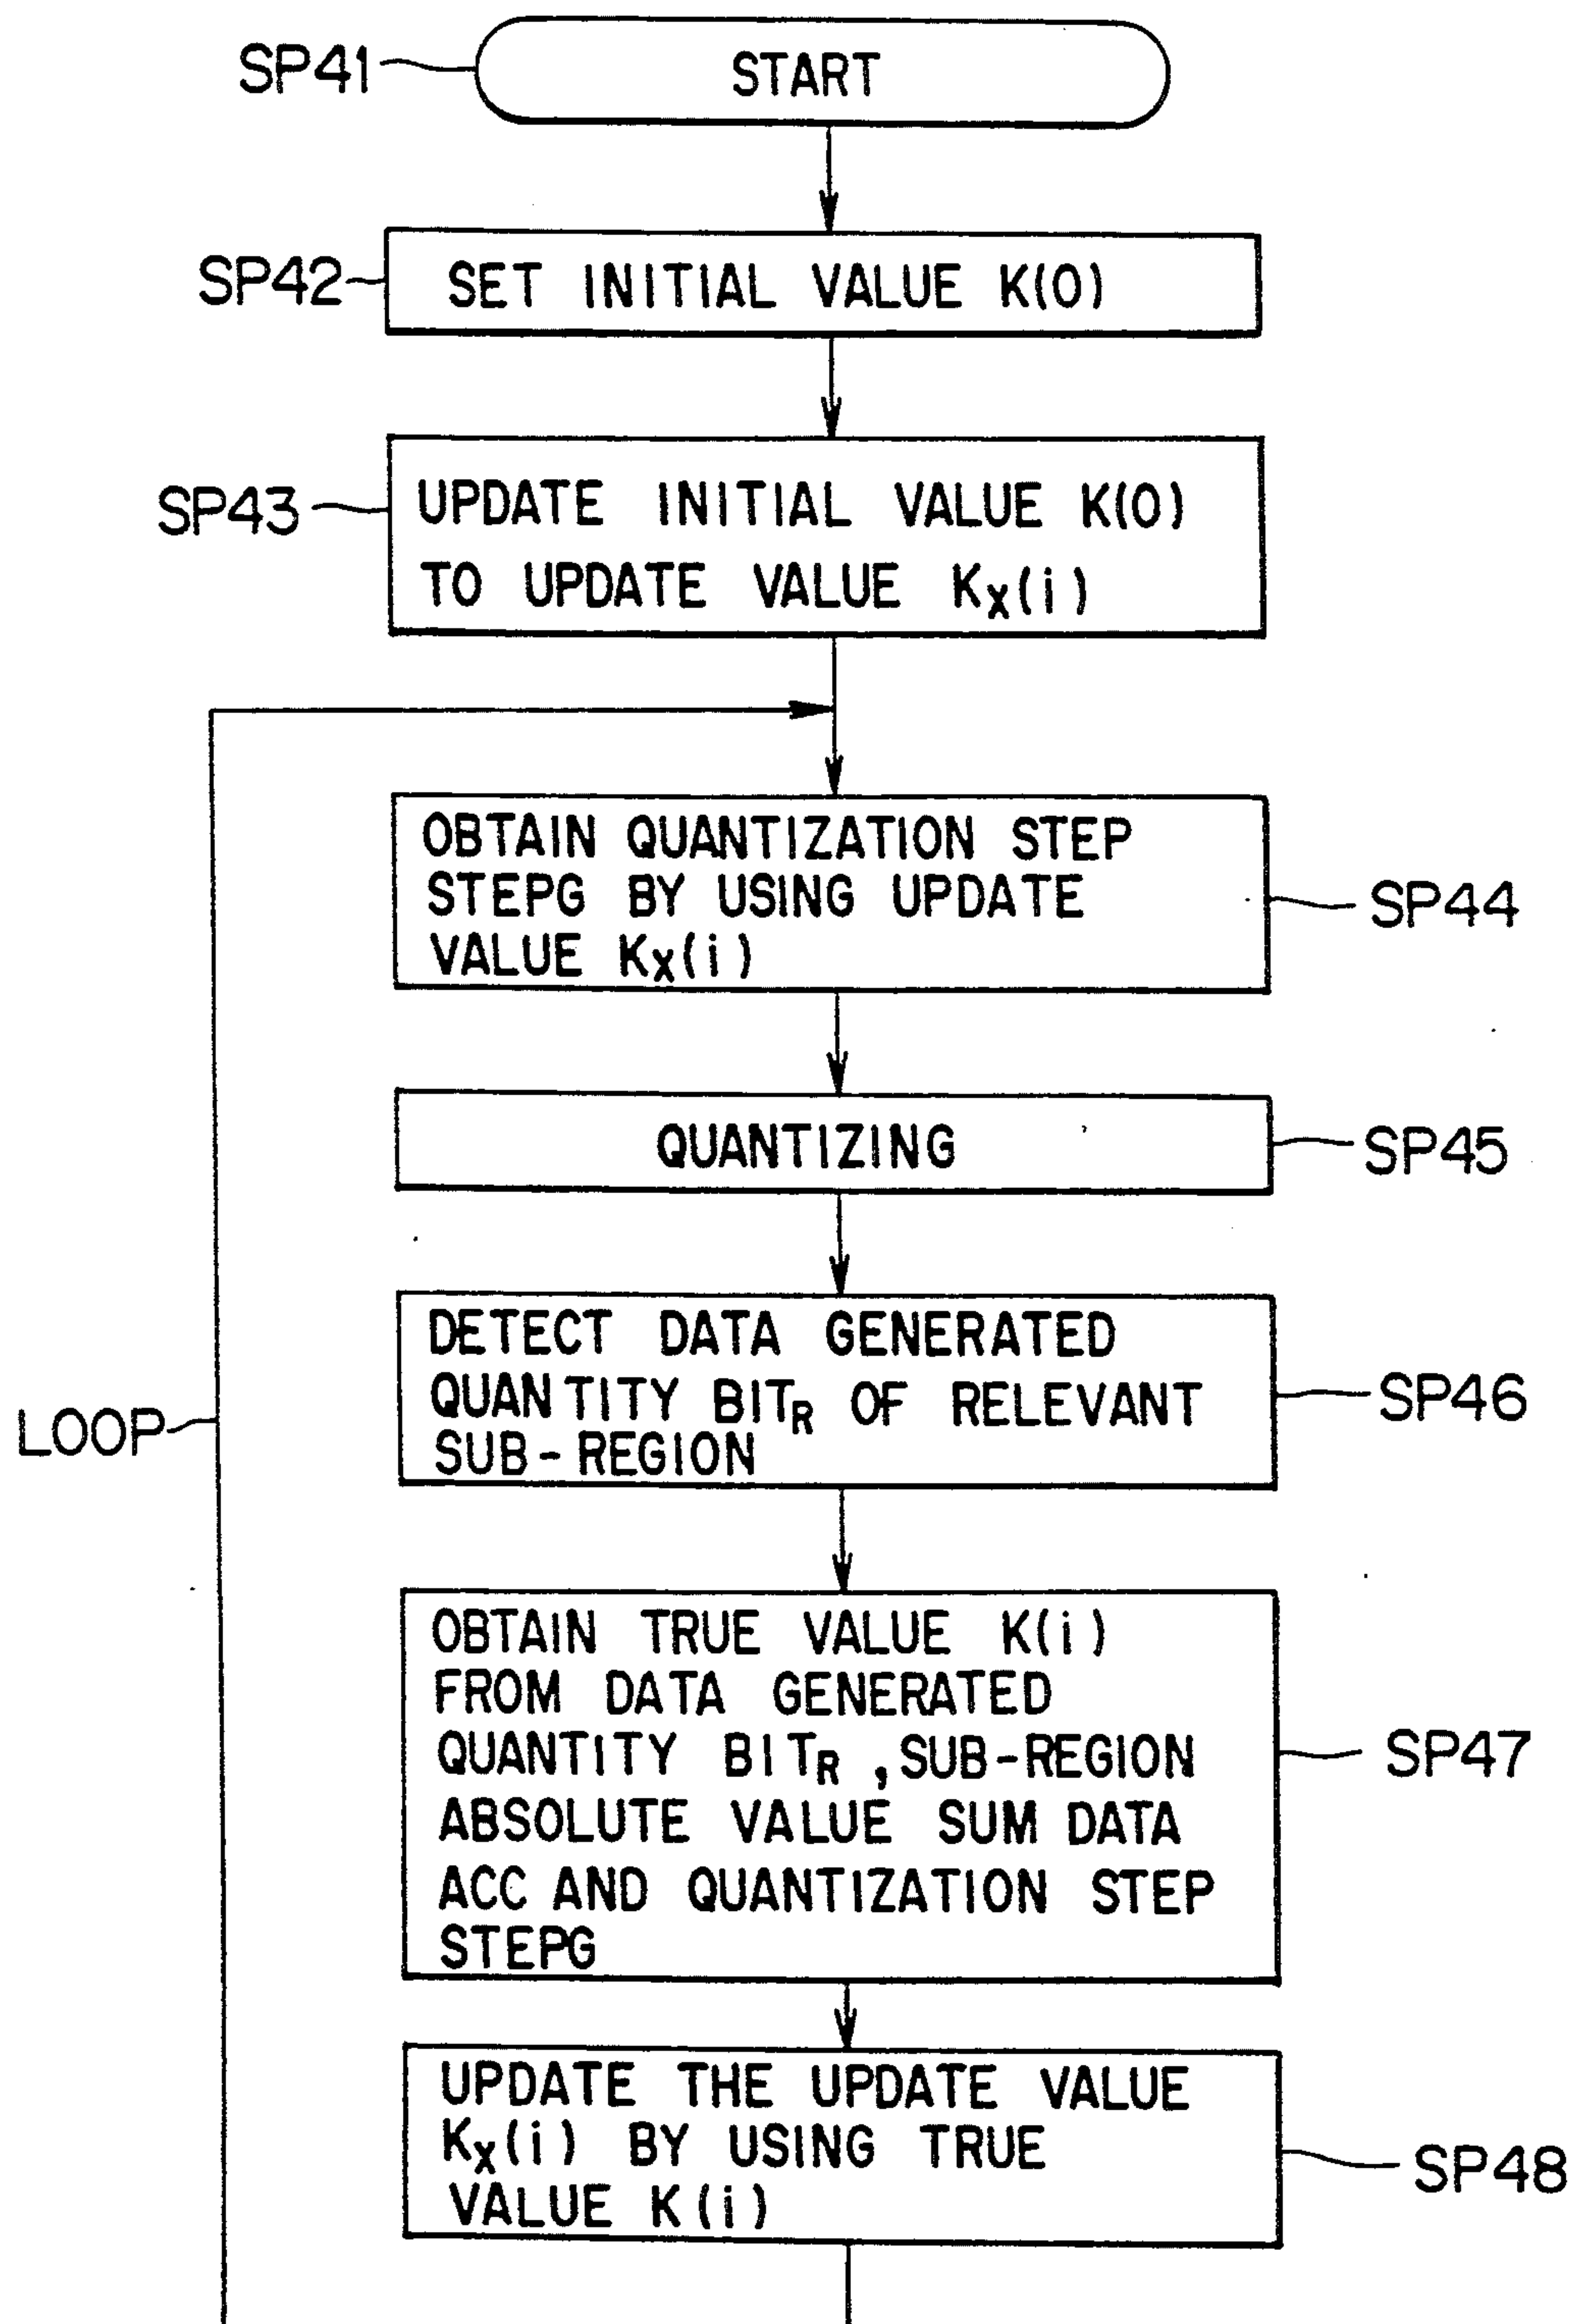 SP41
START
SP42
SET INITIAL VALUE K(0)
SP43
UPDATE INITIAL VALUE K(0)
TO UPDATE VALUE Kx(i)
OBTAIN QUANTIZATION STEP
STEPG BY USING UPDATE
VALUE Kx(i)
SP44
QUANTIZING
SP45
DETECT DATA GENERATED
QUANTITY BITR OF RELEVANT
SUB-REGION
SP46
LOOP
OBTAIN TRUE VALUE K(i)
FROM DATA GENERATED
QUANTITY BITR, SUB-REGION
ABSOLUTE VALUE SUM DATA
ACC AND QUANTIZATION STEP
STEPG
SP47
UPDATE THE UPDATE VALUE
Kx(i) BY USING TRUE
VALUE K(i)
SP48